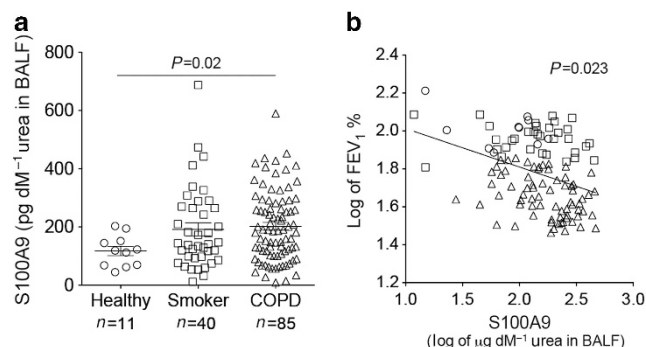 a
S100A9 (pg dM⁻¹ urea in BALF)
800
600
400
200
0
P=0.02
Healthy Smoker COPD
n=11 n=40 n=85
b
Log of FEV₁ %
2.4
2.2
2.0
1.8
1.6
1.4
1.2
P=0.023
1.0 1.5 2.0 2.5 3.0
S100A9
(log of μg dM⁻¹ urea in BALF)